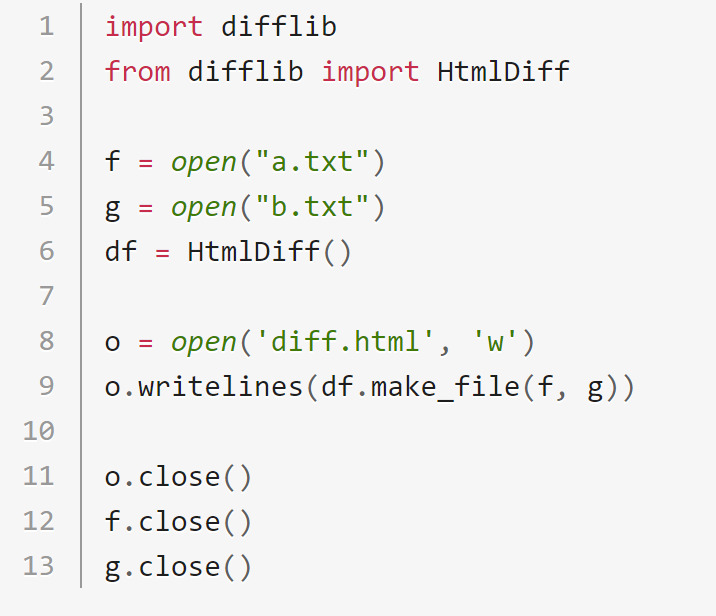 1 import difflib
2 from difflib import HtmlDiff
3
4 f = open("a.txt")
5 g = open("b.txt")
6 df = HtmlDiff()
7
8 o = open('diff.html', 'w')
9 o.writelines(df.make_file(f, g))
10
11 o.close()
12 f.close()
13 g.close()